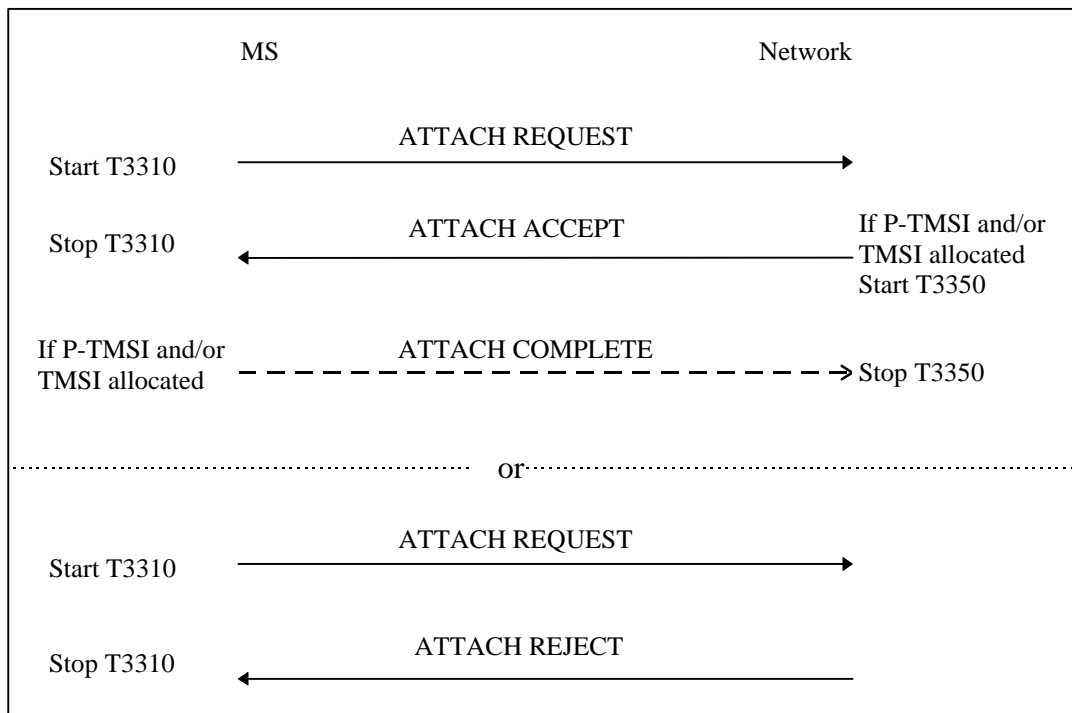 MS
Network
ATTACH REQUEST
Start T3310
ATTACH ACCEPT
Stop T3310
If P-TMSI and/or
TMSI allocated
Start T3350
If P-TMSI and/or
TMSI allocated
ATTACH COMPLETE
Stop T3350
or
ATTACH REQUEST
Start T3310
ATTACH REJECT
Stop T3310